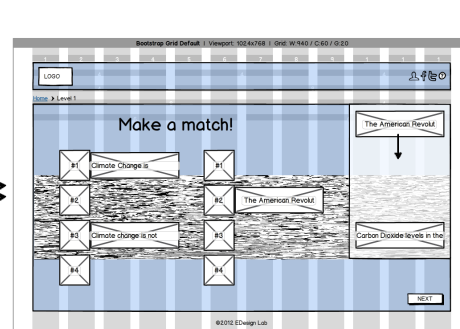 Bootstrap Grid Default | Viewport: 1024x768 | Grid: W:940 / C:60 / G:20
LOGO
Home > Level 1
Make a match!
The American Revolut
#1 Climate Change is #1
#2 #2 The American Revolut
#3 Climate change is not #3 Carbon Dioxide levels in the
#4 #4
NEXT
©2012 EDesign Lab